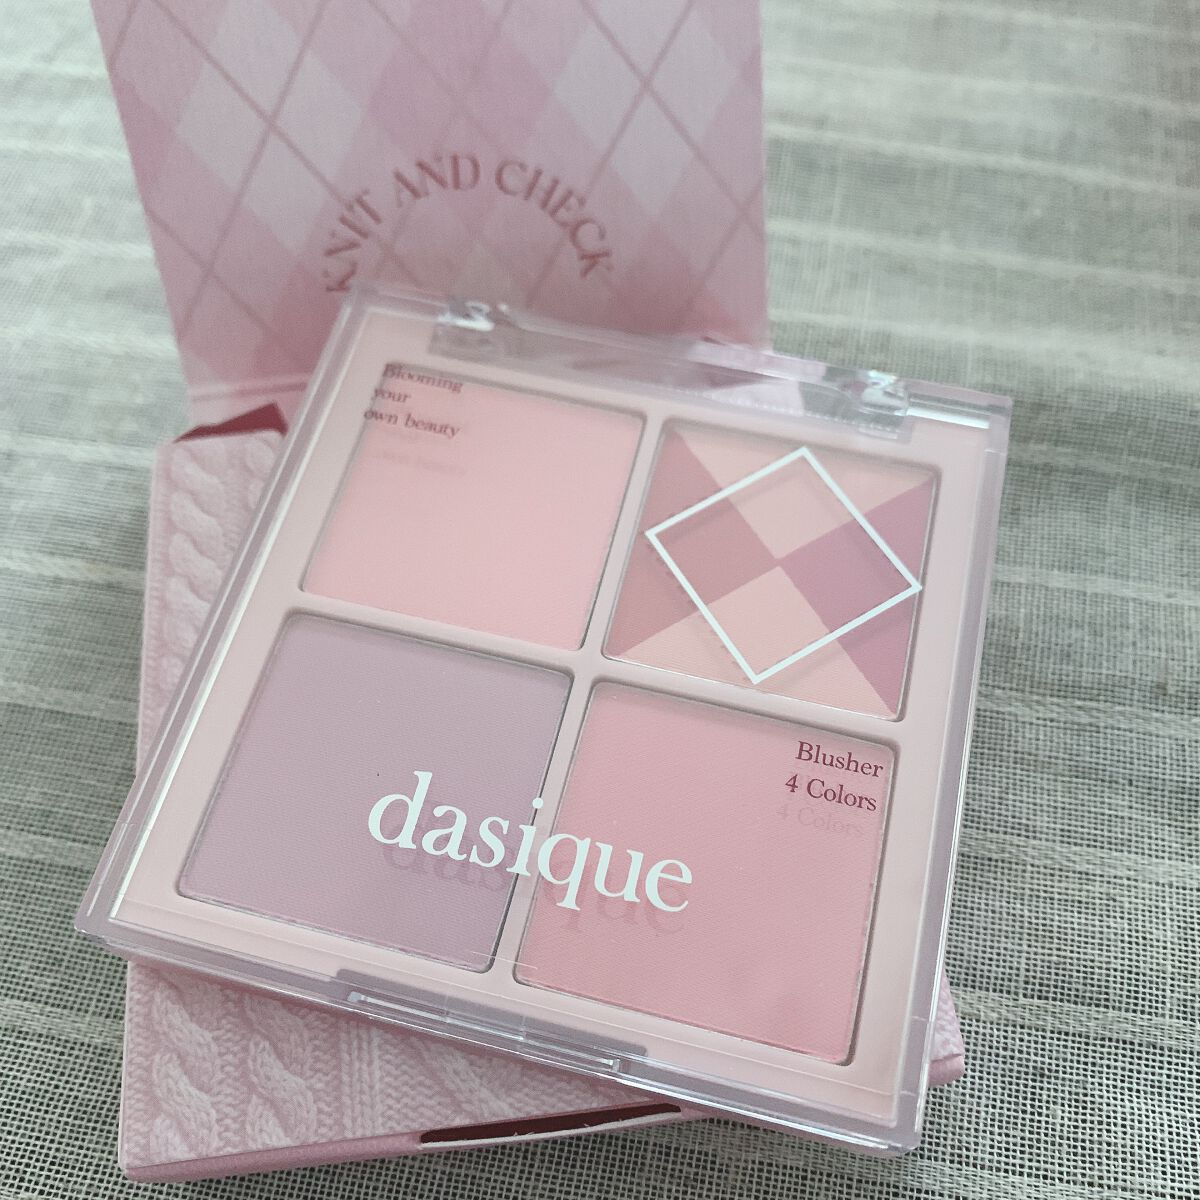 KNIT AND CHECK
Blooming
your
own beauty
Blusher
4 Colors
dasique